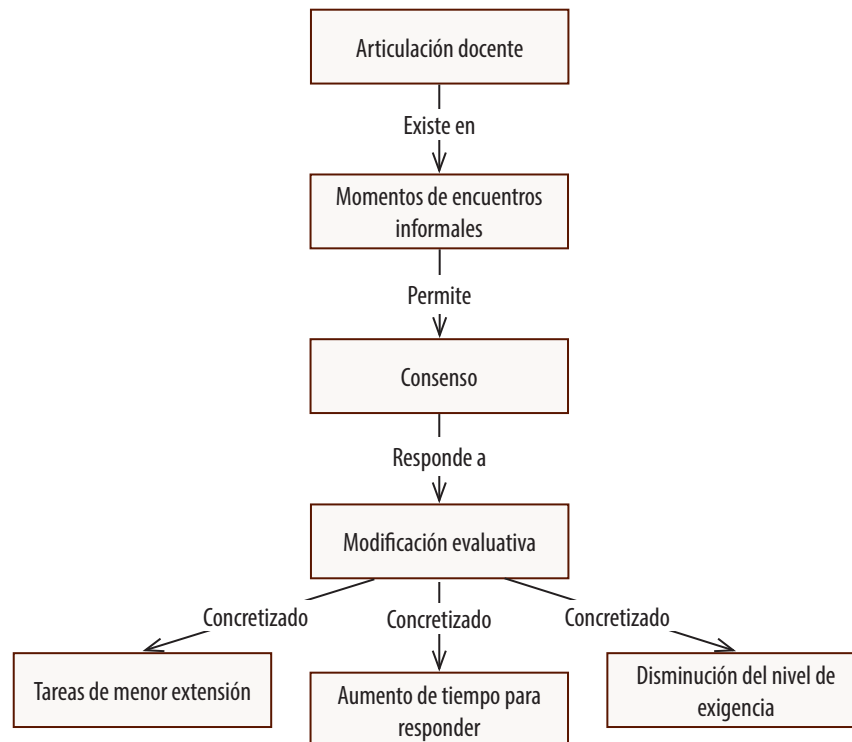 Articulación docente
Existe en
Momentos de encuentros
informales
Permite
Consenso
Responde a
Modificación evaluativa
Concretizado
Concretizado
Concretizado
Tareas de menor extensión
Aumento de tiempo para
responder
Disminución del nivel de
exigencia